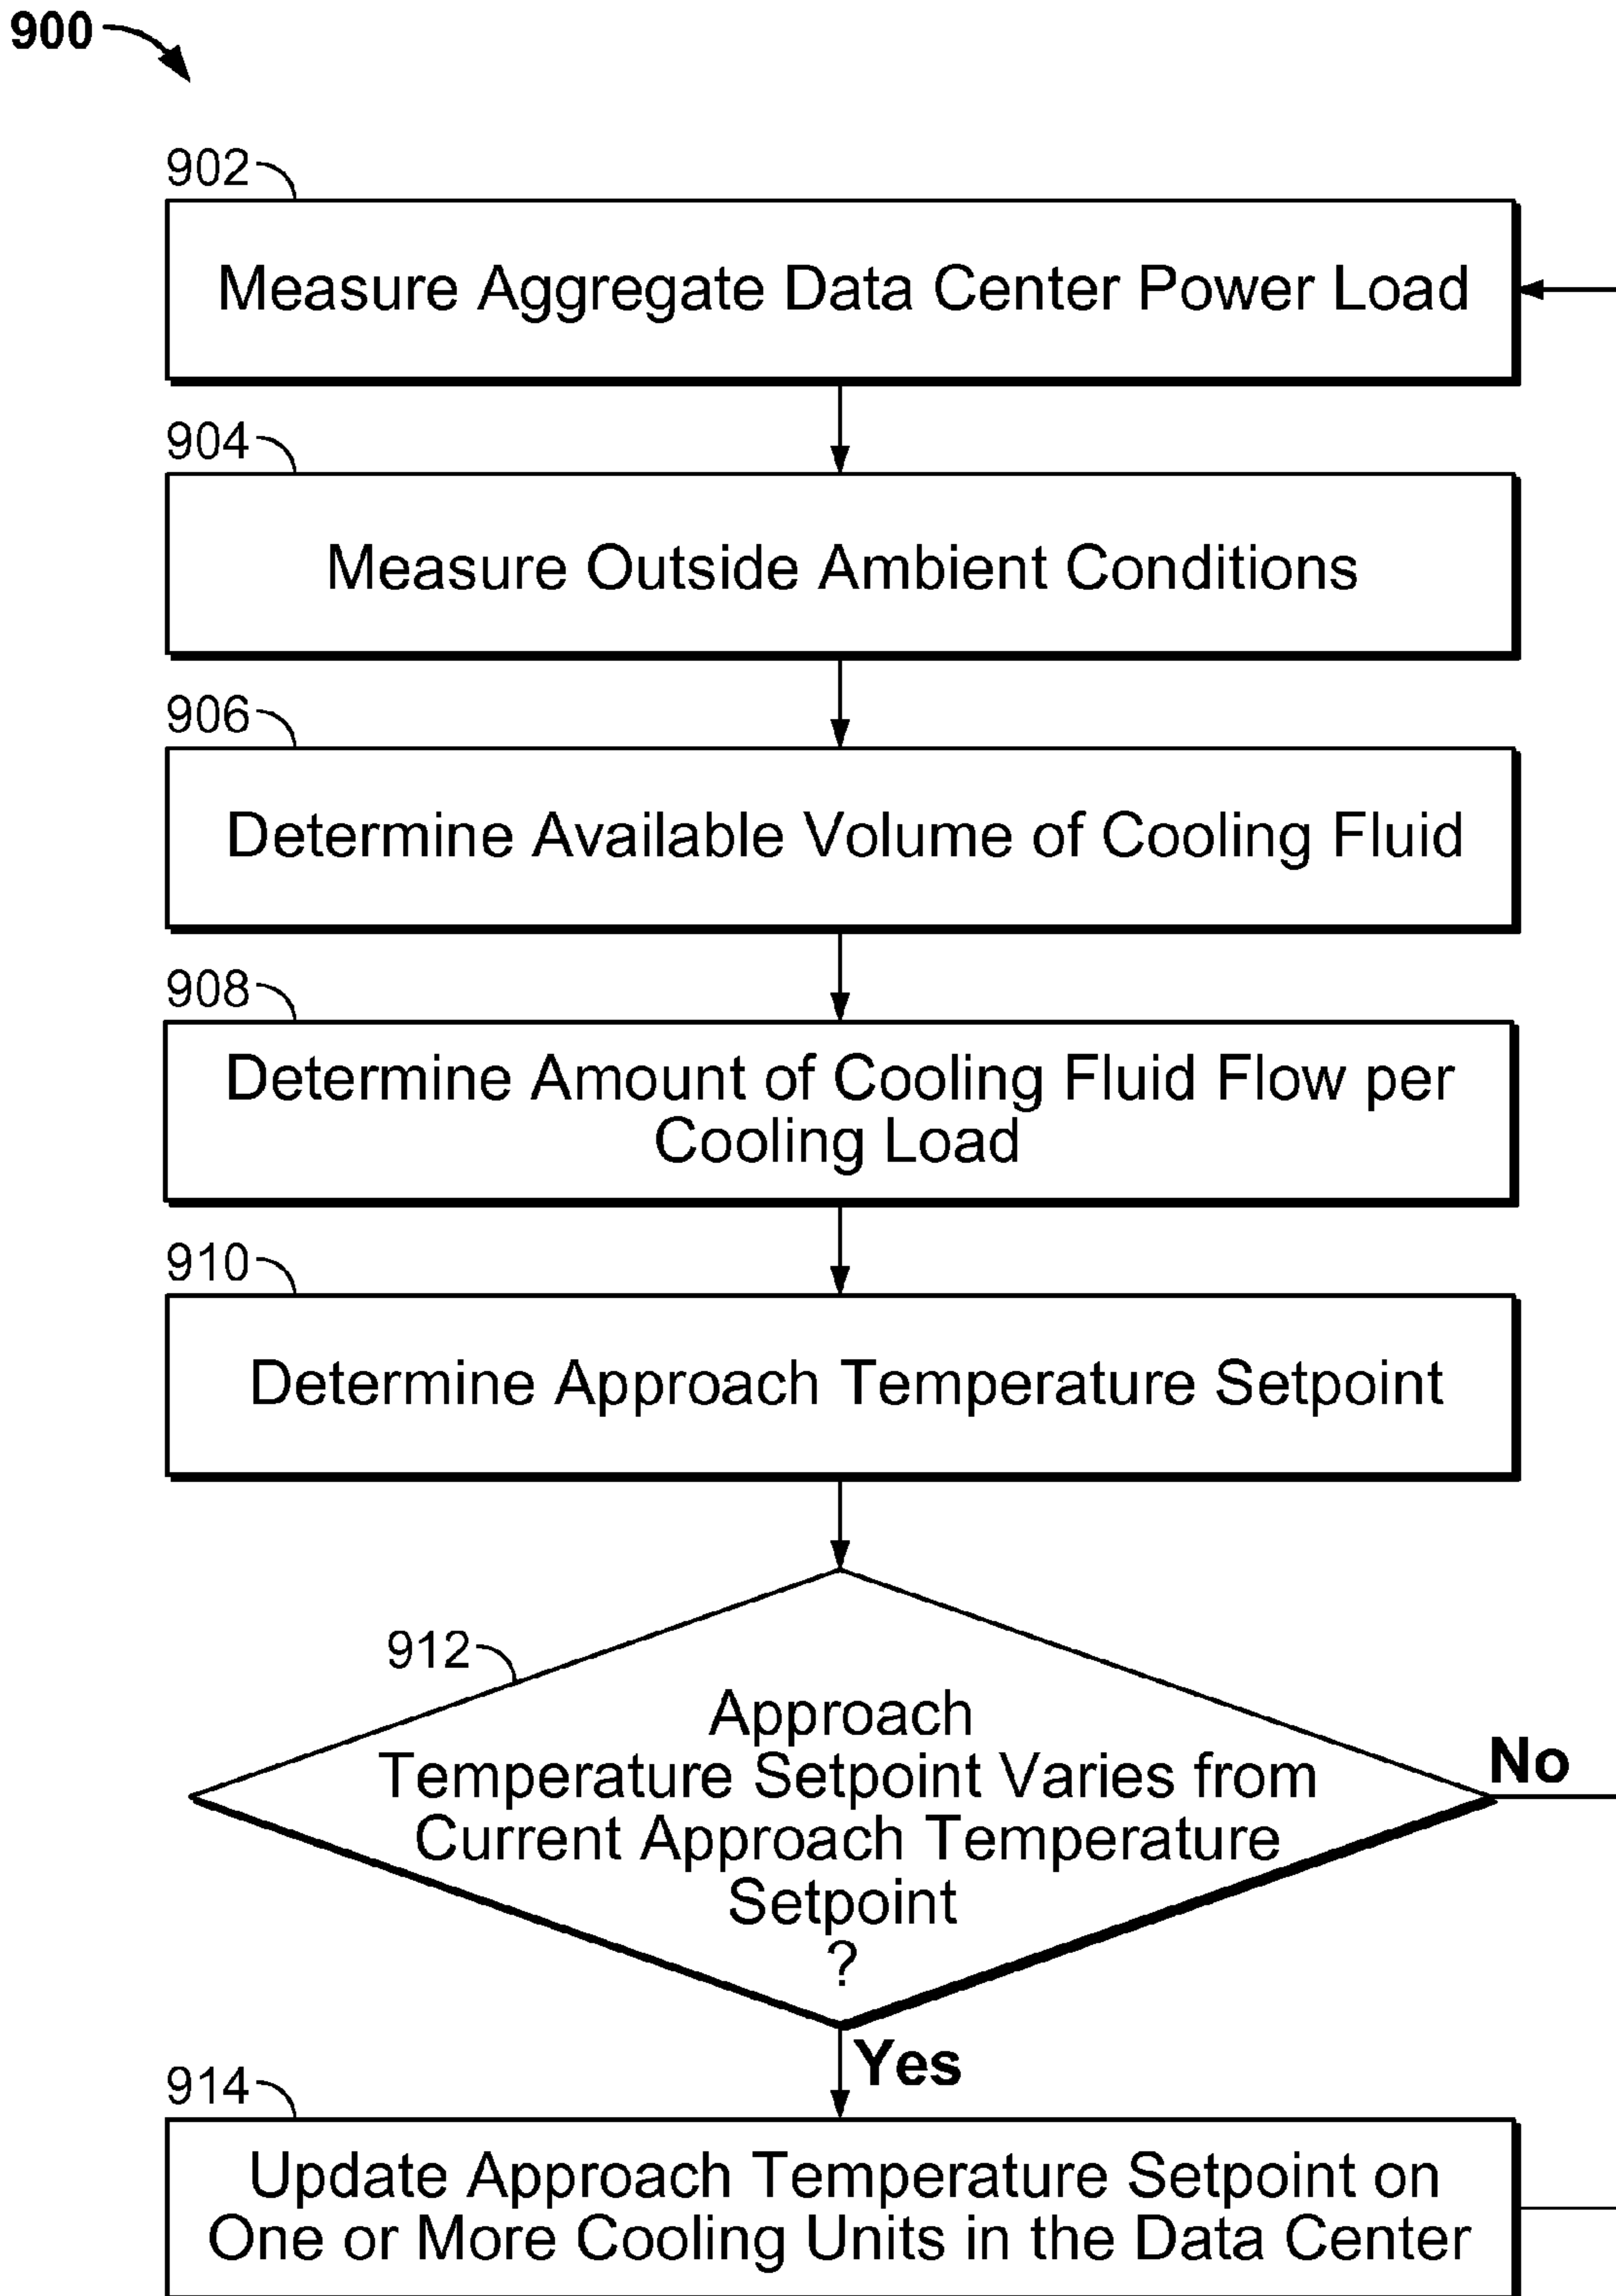 900
902
Measure Aggregate Data Center Power Load
904
Measure Outside Ambient Conditions
906
Determine Available Volume of Cooling Fluid
908
Determine Amount of Cooling Fluid Flow per
Cooling Load
910
Determine Approach Temperature Setpoint
912
Approach
Temperature Setpoint Varies from
Current Approach Temperature
Setpoint
?
No
Yes
914
Update Approach Temperature Setpoint on
One or More Cooling Units in the Data Center